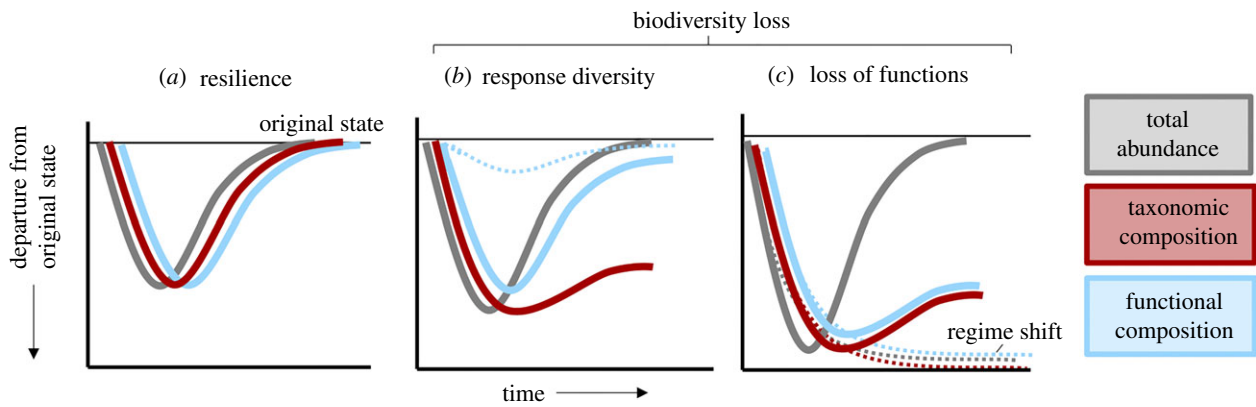 biodiversity loss
(a) resilience
(b) response diversity
(c) loss of functions
departure from
original state
original state
regime shift
time
total
abundance
taxonomic
composition
functional
composition